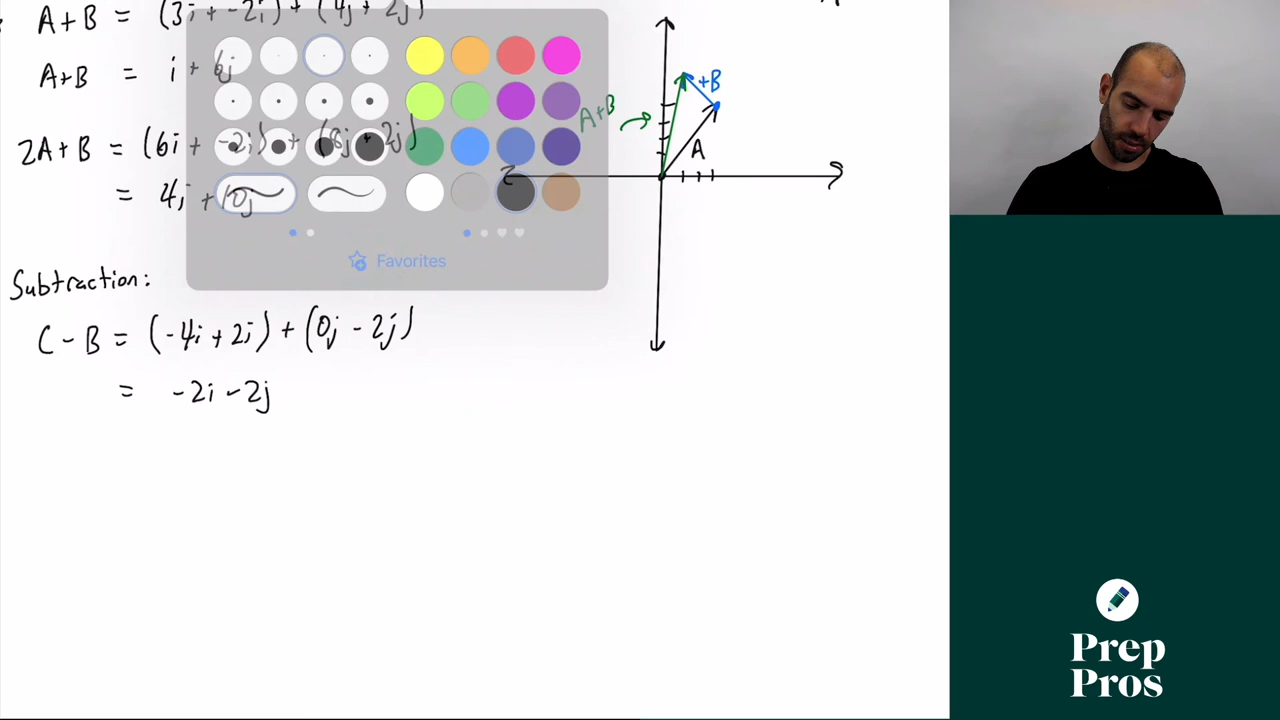 A+B = (3i + -2i) + (4j + 2j)
A+B = i + 6j
2A+B = (6i + -2i) + (8j + 2j)
= 4i + 10j
Favorites
Subtraction:
C - B = (-4i + 2i) + (0j - 2j)
= -2i - 2j
+B
A+B
A
Prep
Pros